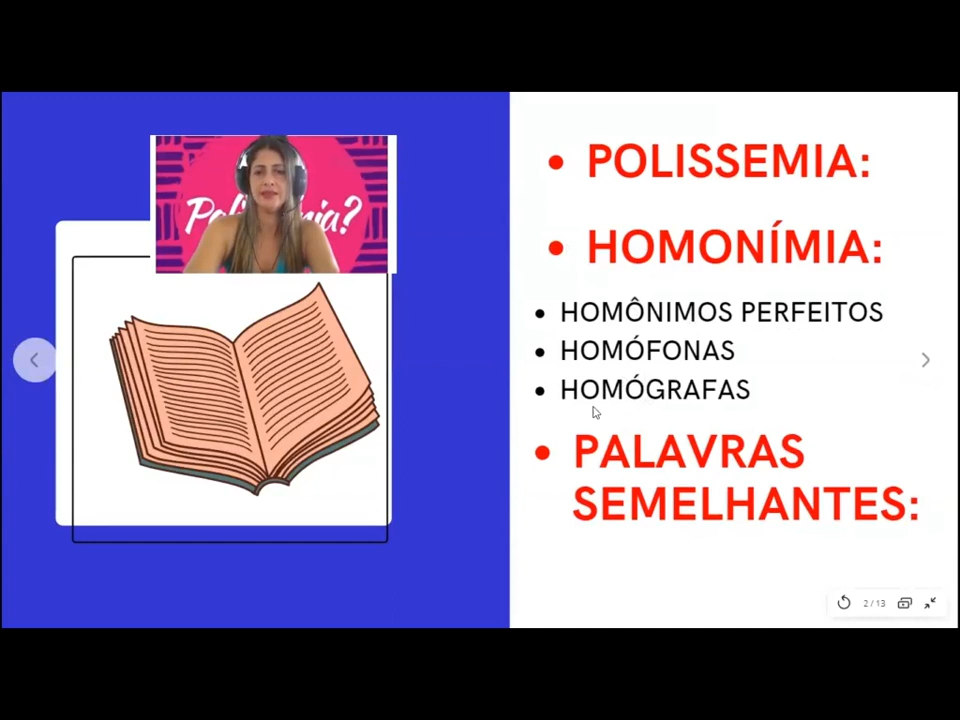 POLISSEMIA:
HOMONÍMIA:
HOMÔNIMOS PERFEITOS
HOMÓFONAS
HOMÓGRAFAS
PALAVRAS
SEMELHANTES:
2 / 13